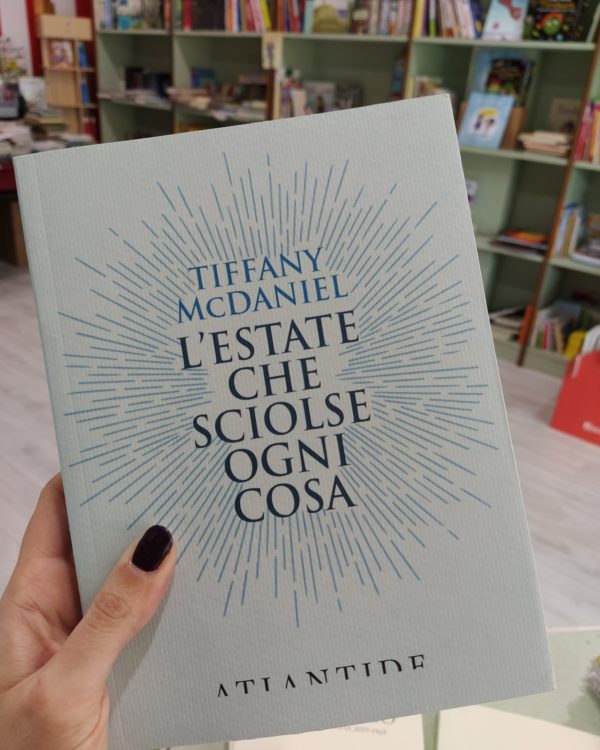 TIFFANY
MCDANIEL
L'ESTATE
CHE
SCIOLSE
OGNI
COSA
ATLANTIDE